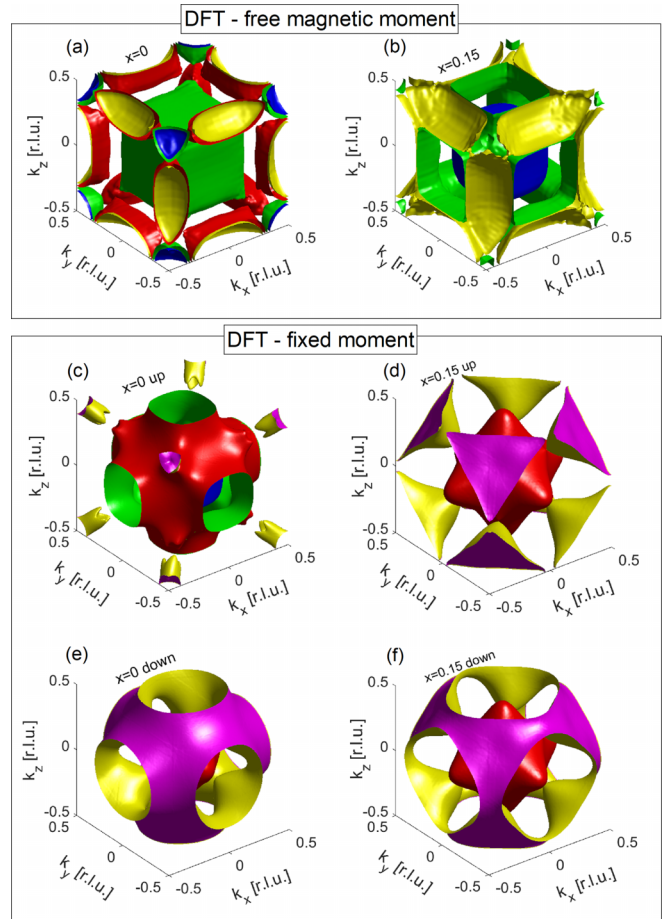 DFT - free magnetic moment
(a)
x=0
(b)
x=0.15
0.5
0
-0.5
0.5
0
-0.5
-0.5
0
0.5
k_z [r.l.u.]
k_y [r.l.u.]
k_x [r.l.u.]
0.5
0
-0.5
0.5
0
-0.5
-0.5
0
0.5
k_z [r.l.u.]
k_y [r.l.u.]
k_x [r.l.u.]
DFT - fixed moment
(c)
x=0 up
(d)
x=0.15 up
0.5
0
-0.5
0.5
0
-0.5
-0.5
0
0.5
k_z [r.l.u.]
k_y [r.l.u.]
k_x [r.l.u.]
0.5
0
-0.5
0.5
0
-0.5
-0.5
0
0.5
k_z [r.l.u.]
k_y [r.l.u.]
k_x [r.l.u.]
(e)
x=0 down
(f)
x=0.15 down
0.5
0
-0.5
0.5
0
-0.5
-0.5
0
0.5
k_z [r.l.u.]
k_y [r.l.u.]
k_x [r.l.u.]
0.5
0
-0.5
0.5
0
-0.5
-0.5
0
0.5
k_z [r.l.u.]
k_y [r.l.u.]
k_x [r.l.u.]